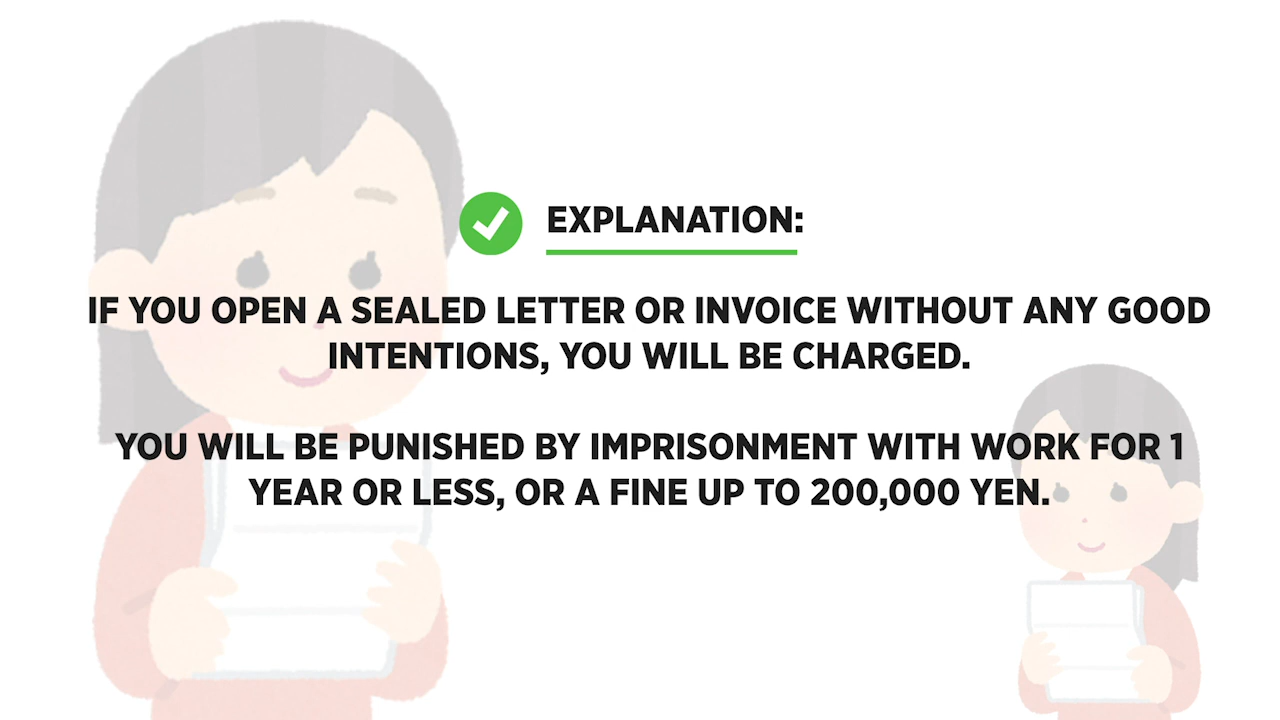 EXPLANATION:
IF YOU OPEN A SEALED LETTER OR INVOICE WITHOUT ANY GOOD
INTENTIONS, YOU WILL BE CHARGED.
YOU WILL BE PUNISHED BY IMPRISONMENT WITH WORK FOR 1
YEAR OR LESS, OR A FINE UP TO 200,000 YEN.